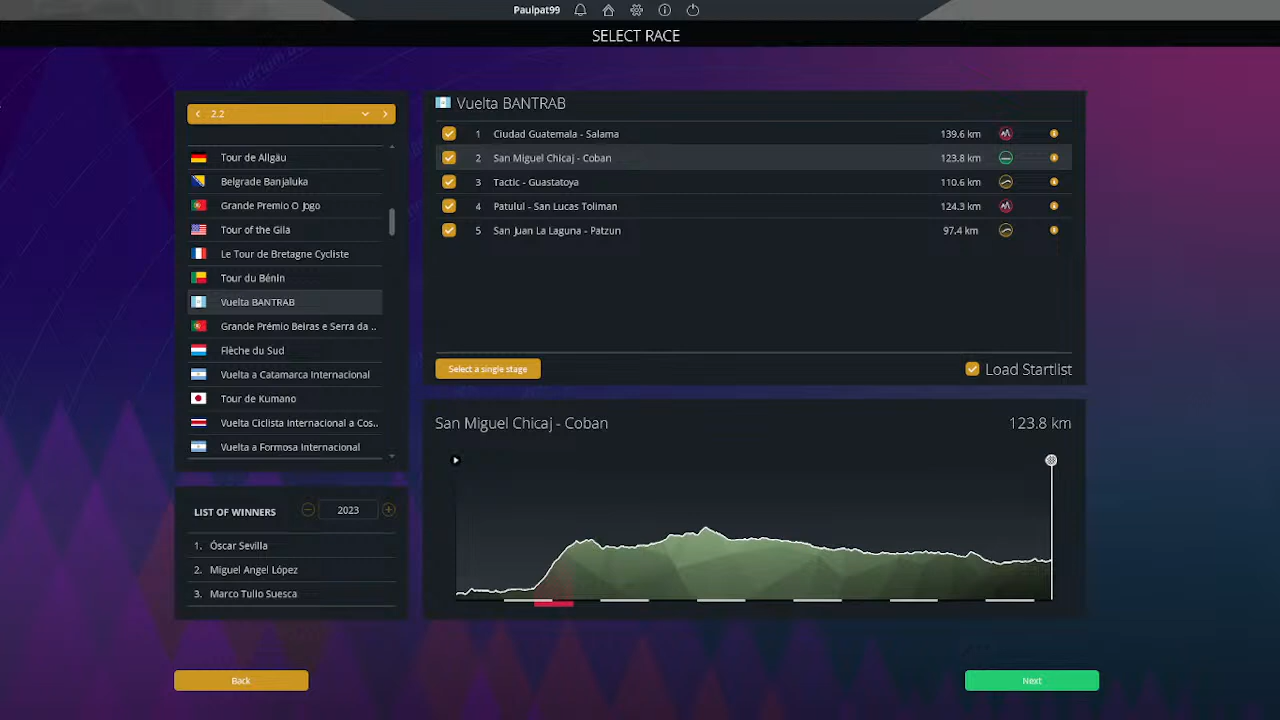 Paulpat99
SELECT RACE
2.2
Tour de Allgäu
Belgrade Banjaluka
Grande Premio O Jogo
Tour of the Gila
Le Tour de Bretagne Cycliste
Tour du Bénin
Vuelta BANTRAB
Grande Prémio Beiras e Serra da ..
Flèche du Sud
Vuelta a Catamarca Internacional
Tour de Kumano
Vuelta Ciclista Internacional a Cos..
Vuelta a Formosa Internacional
LIST OF WINNERS 2023
1. Óscar Sevilla
2. Miguel Angel López
3. Marco Tulio Suesca
Vuelta BANTRAB
1 Ciudad Guatemala - Salama 139.6 km
2 San Miguel Chicaj - Coban 123.8 km
3 Tactic - Guastatoya 110.6 km
4 Patulul - San Lucas Toliman 124.3 km
5 San Juan La Laguna - Patzun 97.4 km
Select a single stage
Load Startlist
San Miguel Chicaj - Coban 123.8 km
Back
Next